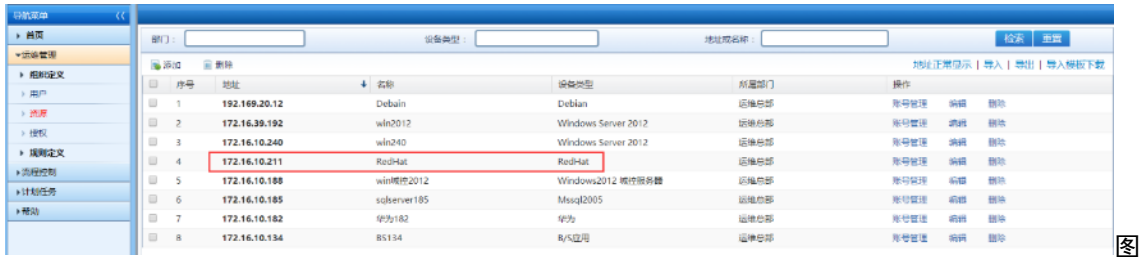 导航菜单
首页
运维管理
组织定义
用户
资源
授权
规则定义
流程控制
计划任务
帮助
部门： 设备类型： 地址或名称： 检索 重置
添加 删除 地址正常显示 | 导入 | 导出 | 导入模板下载
序号 地址 名称 设备类型 所属部门 操作
1 192.169.20.12 Debain Debian 运维总部 账号管理 编辑 删除
2 172.16.39.192 win2012 Windows Server 2012 运维总部 账号管理 编辑 删除
3 172.16.10.240 win240 Windows Server 2012 运维总部 账号管理 编辑 删除
4 172.16.10.211 RedHat RedHat 运维总部 账号管理 编辑 删除
5 172.16.10.188 win域控2012 Windows2012 域控服务器 运维总部 账号管理 编辑 删除
6 172.16.10.185 sqlserver185 Mssql2005 运维总部 账号管理 编辑 删除
7 172.16.10.182 华为182 华为 运维总部 账号管理 编辑 删除
8 172.16.10.134 BS134 B/S应用 运维总部 账号管理 编辑 删除
图